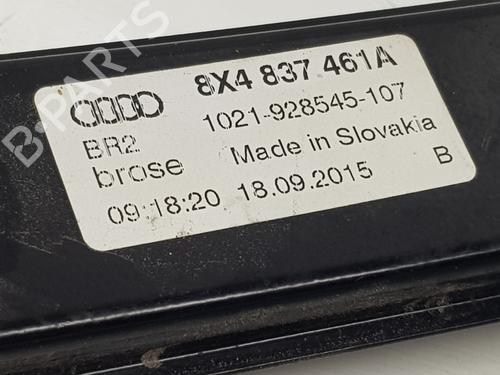 8X4 837 461A
1021-928545-107
BR2
brose
Made in Slovakia
09:18:20 18.09.2015 B
B-PARTS